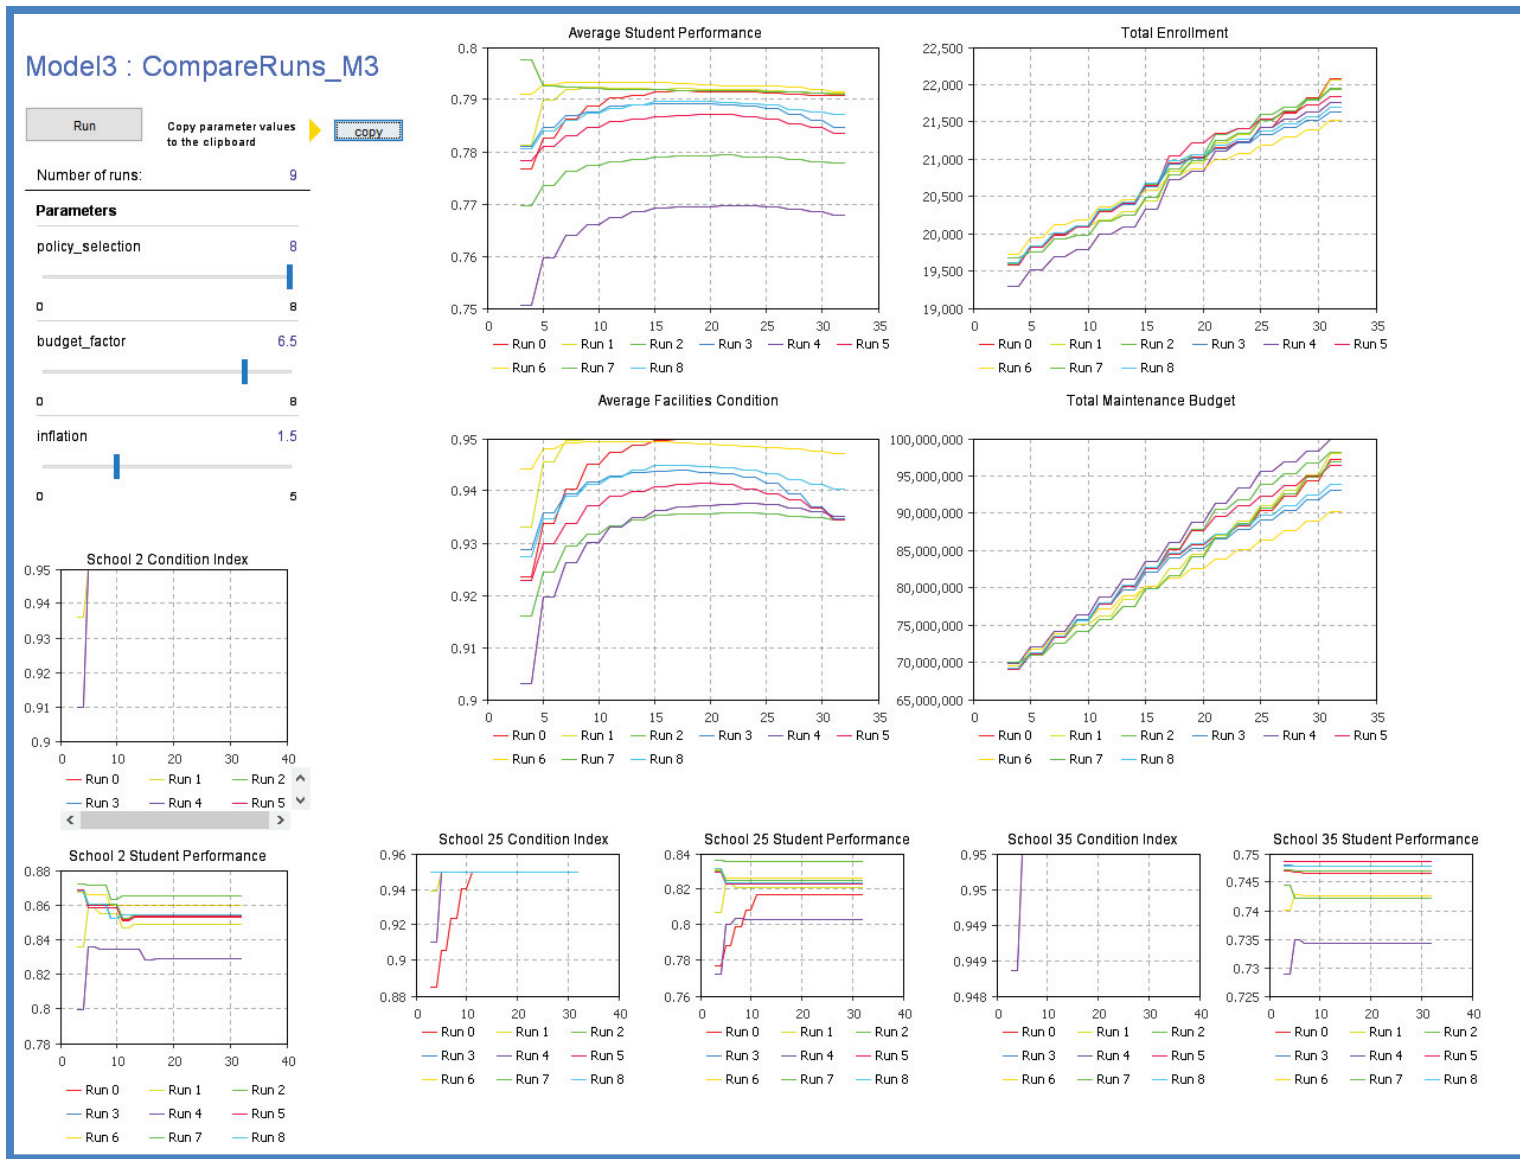 Model3 : CompareRuns_M3
Run
Copy parameter values
to the clipboard
copy
Number of runs: 9
Parameters
policy_selection 8
0 8
budget_factor 6.5
0 8
inflation 1.5
0 5
Average Student Performance
0.8
0.79
0.78
0.77
0.76
0.75
0 5 10 15 20 25 30 35
Run 0 Run 1 Run 2 Run 3 Run 4 Run 5
Run 6 Run 7 Run 8
Total Enrollment
22,500
22,000
21,500
21,000
20,500
20,000
19,500
19,000
0 5 10 15 20 25 30 35
Run 0 Run 1 Run 2 Run 3 Run 4 Run 5
Run 6 Run 7 Run 8
Average Facilities Condition
0.95
0.94
0.93
0.92
0.91
0.9
0 5 10 15 20 25 30 35
Run 0 Run 1 Run 2 Run 3 Run 4 Run 5
Run 6 Run 7 Run 8
Total Maintenance Budget
100,000,000
95,000,000
90,000,000
85,000,000
80,000,000
75,000,000
70,000,000
65,000,000
0 5 10 15 20 25 30 35
Run 0 Run 1 Run 2 Run 3 Run 4 Run 5
Run 6 Run 7 Run 8
School 2 Condition Index
0.95
0.94
0.93
0.92
0.91
0.9
0 10 20 30 40
Run 0 Run 1 Run 2
Run 3 Run 4 Run 5
School 2 Student Performance
0.88
0.86
0.84
0.82
0.8
0.78
0 10 20 30 40
Run 0 Run 1 Run 2
Run 3 Run 4 Run 5
Run 6 Run 7 Run 8
School 25 Condition Index
0.96
0.94
0.92
0.9
0.88
0 10 20 30 40
Run 0 Run 1 Run 2
Run 3 Run 4 Run 5
Run 6 Run 7 Run 8
School 25 Student Performance
0.84
0.82
0.8
0.78
0.76
0 10 20 30 40
Run 0 Run 1 Run 2
Run 3 Run 4 Run 5
Run 6 Run 7 Run 8
School 35 Condition Index
0.95
0.95
0.949
0.949
0.948
0 10 20 30 40
Run 0 Run 1 Run 2
Run 3 Run 4 Run 5
Run 6 Run 7 Run 8
School 35 Student Performance
0.75
0.745
0.74
0.735
0.73
0.725
0 10 20 30 40
Run 0 Run 1 Run 2
Run 3 Run 4 Run 5
Run 6 Run 7 Run 8